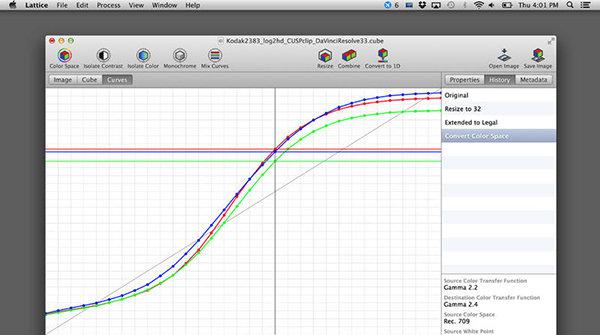 Lattice File Edit Process View Window Help 6 Thu 4:01 PM
Kodak2383_log2hd_CUSPclip_DaVinciResolve33.cube
Color Space Isolate Contrast Isolate Color Monochrome Mix Curves Resize Combine Convert to 1D Open Image Save Image
Image Cube Curves Properties History Metadata
Original
Resize to 32
Extended to Legal
Convert Color Space
Source Color Transfer Function
Gamma 2.2
Destination Color Transfer Function
Gamma 2.4
Source Color Space
Rec. 709
Source White Point